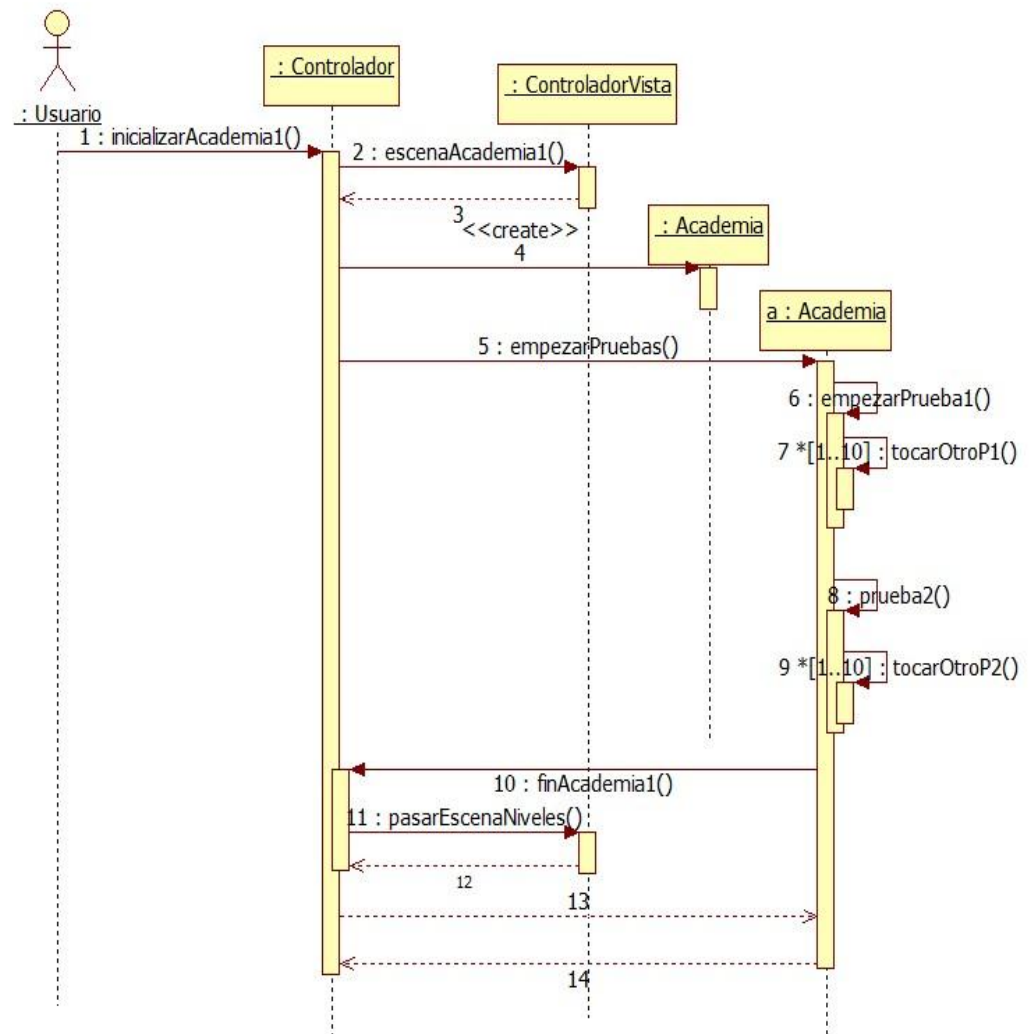 : Controlador
: ControladorVista
: Usuario
1 : inicializarAcademia1()
2 : escenaAcademia1()
3
<<create>>
4
: Academia
a : Academia
5 : empezarPruebas()
6 : empezarPrueba1()
7 *[1..10] : tocarOtroP1()
8 : prueba2()
9 *[1..10] : tocarOtroP2()
10 : finAcademia1()
11 : pasarEscenaNiveles()
12
13
14